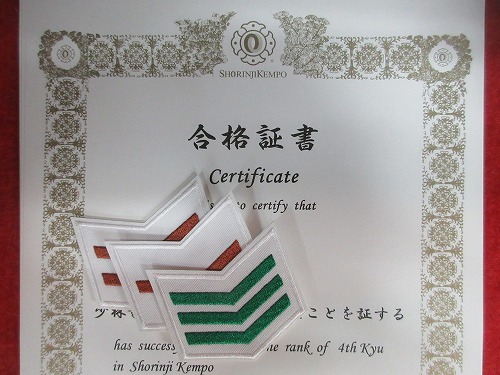 SHORINJIKEMPO
合格証書
Certificate
to certify that
ことを証する
has success the rank of 4th Kyu
in Shorinji Kempo